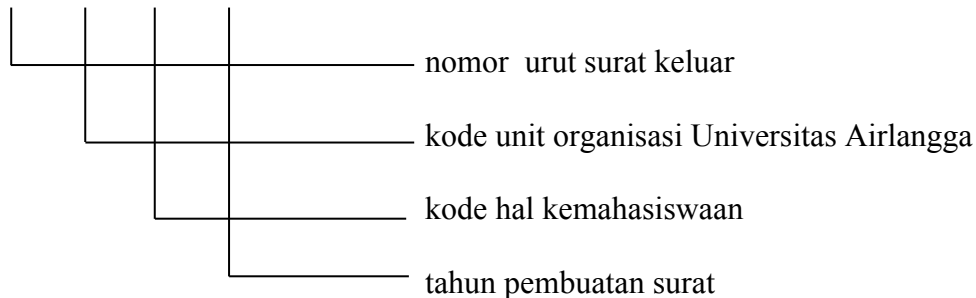 nomor urut surat keluar
kode unit organisasi Universitas Airlangga
kode hal kemahasiswaan
tahun pembuatan surat